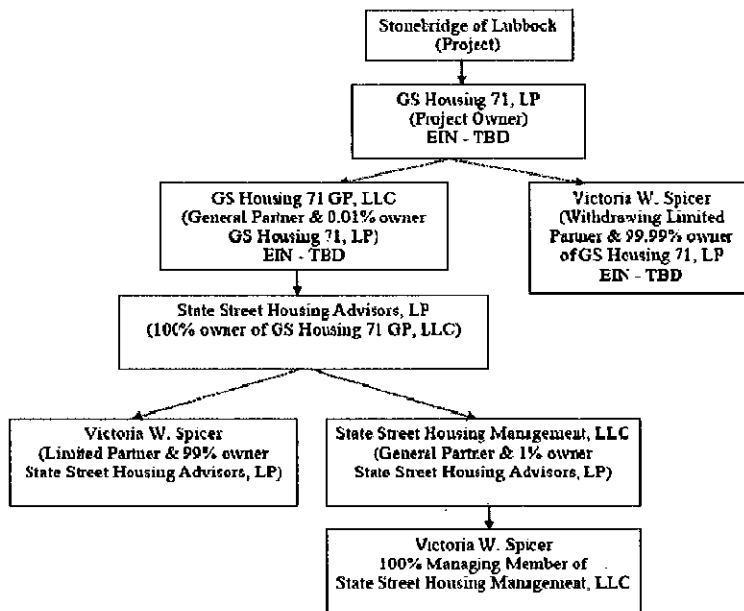 Stonebridge of Lubbock
(Project)
GS Housing 71, LP
(Project Owner)
EIN - TBD
GS Housing 71 GP, LLC
(General Partner & 0.01% owner
GS Housing 71, LP)
EIN - TBD
Victoria W. Spicer
(Withdrawing Limited
Partner & 99.99% owner
of GS Housing 71, LP
EIN - TBD
State Street Housing Advisors, LP
(100% owner of GS Housing 71 GP, LLC)
Victoria W. Spicer
(Limited Partner & 99% owner
State Street Housing Advisors, LP)
State Street Housing Management, LLC
(General Partner & 1% owner
State Street Housing Advisors, LP)
Victoria W. Spicer
100% Managing Member of
State Street Housing Management, LLC